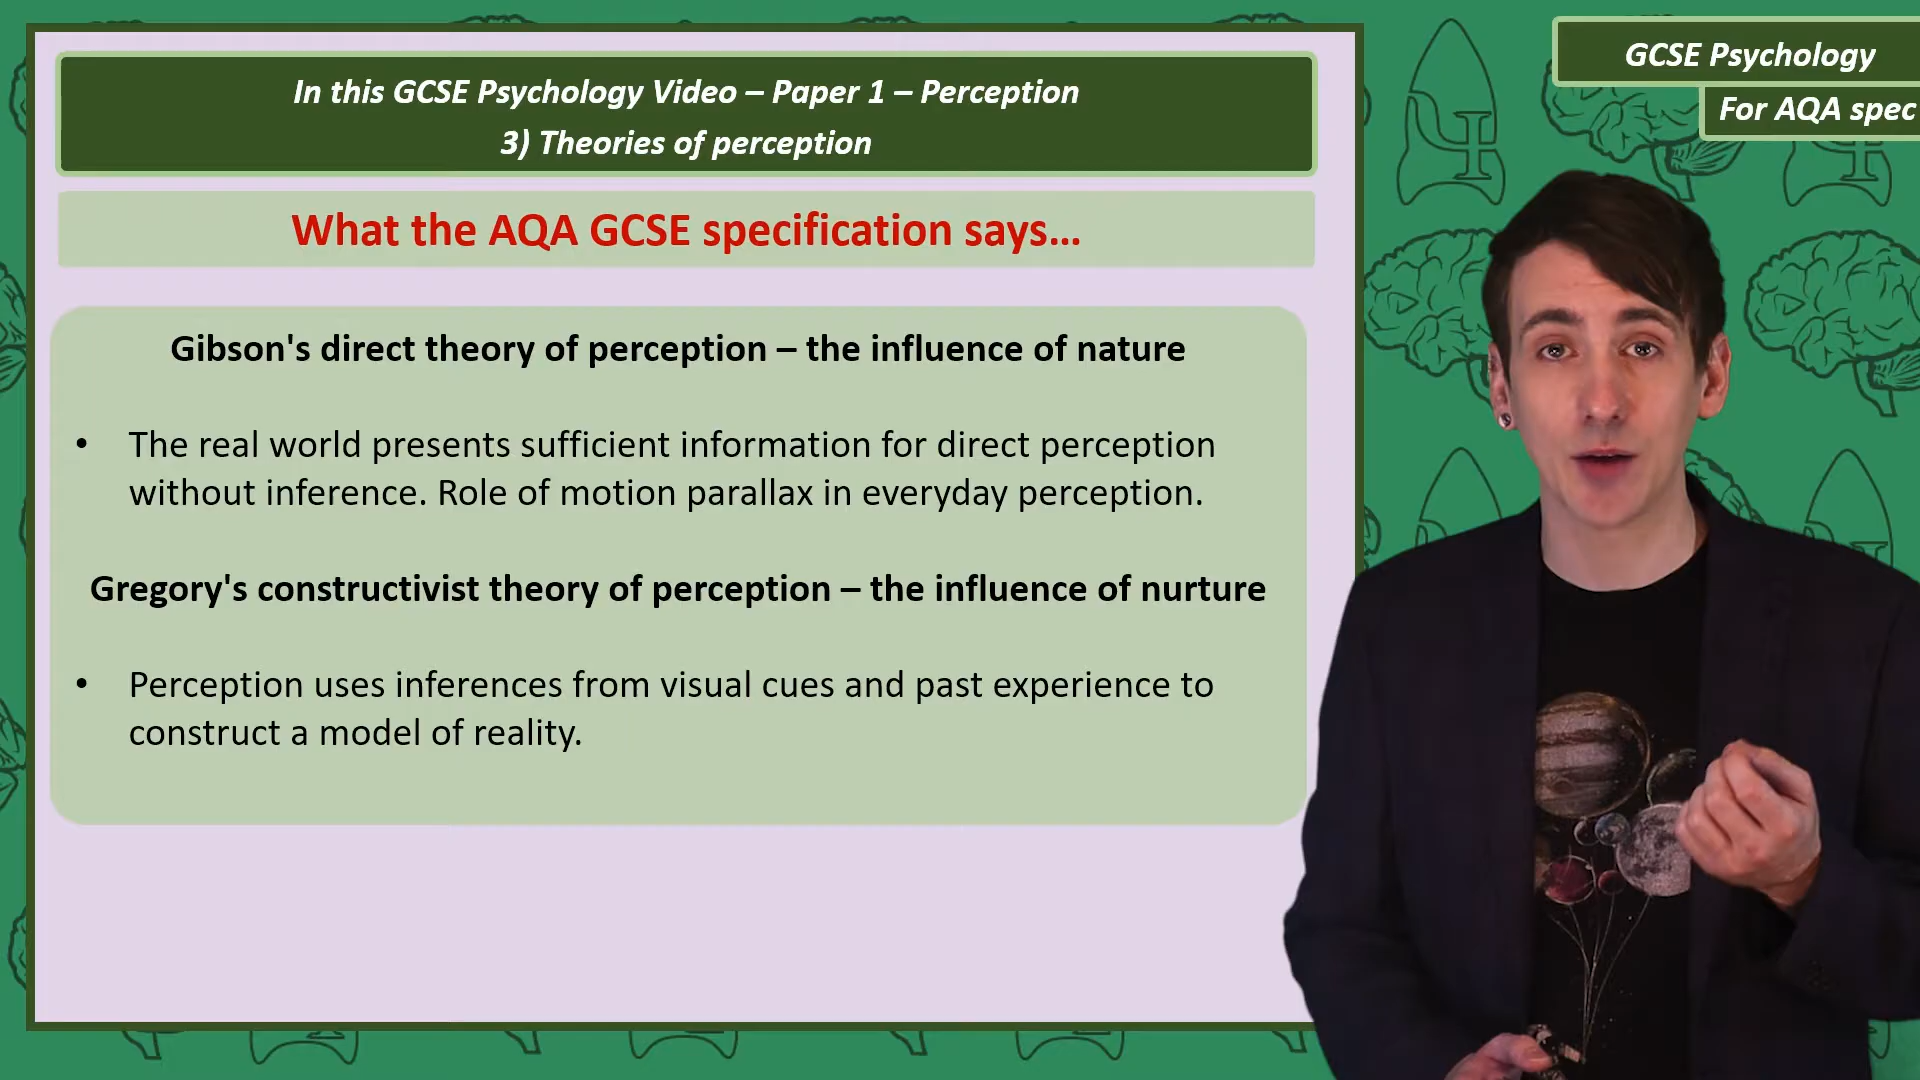 In this GCSE Psychology Video – Paper 1 – Perception
3) Theories of perception
GCSE Psychology
For AQA spec
What the AQA GCSE specification says...
Gibson's direct theory of perception – the influence of nature
• The real world presents sufficient information for direct perception
without inference. Role of motion parallax in everyday perception.
Gregory's constructivist theory of perception – the influence of nurture
• Perception uses inferences from visual cues and past experience to
construct a model of reality.